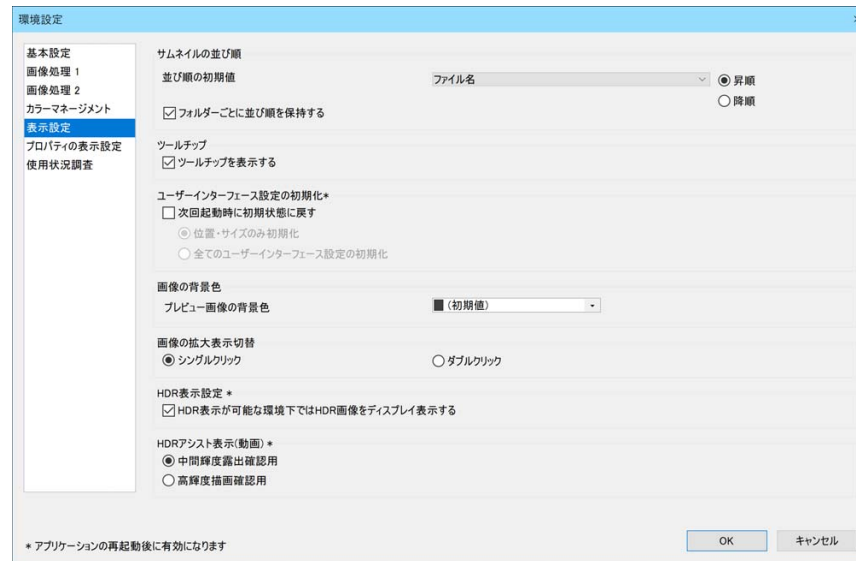 環境設定
基本設定
画像処理 1
画像処理 2
カラーマネージメント
表示設定
プロパティの表示設定
使用状況調査
サムネイルの並び順
並び順の初期値
ファイル名
昇順
降順
フォルダーごとに並び順を保持する
ツールチップ
ツールチップを表示する
ユーザーインターフェース設定の初期化*
次回起動時に初期状態に戻す
位置・サイズのみ初期化
全てのユーザーインターフェース設定の初期化
画像の背景色
プレビュー画像の背景色
(初期値)
画像の拡大表示切替
シングルクリック
ダブルクリック
HDR表示設定 *
HDR表示が可能な環境下ではHDR画像をディスプレイ表示する
HDRアシスト表示(動画) *
中間輝度露出確認用
高輝度描画確認用
* アプリケーションの再起動後に有効になります
OK
キャンセル